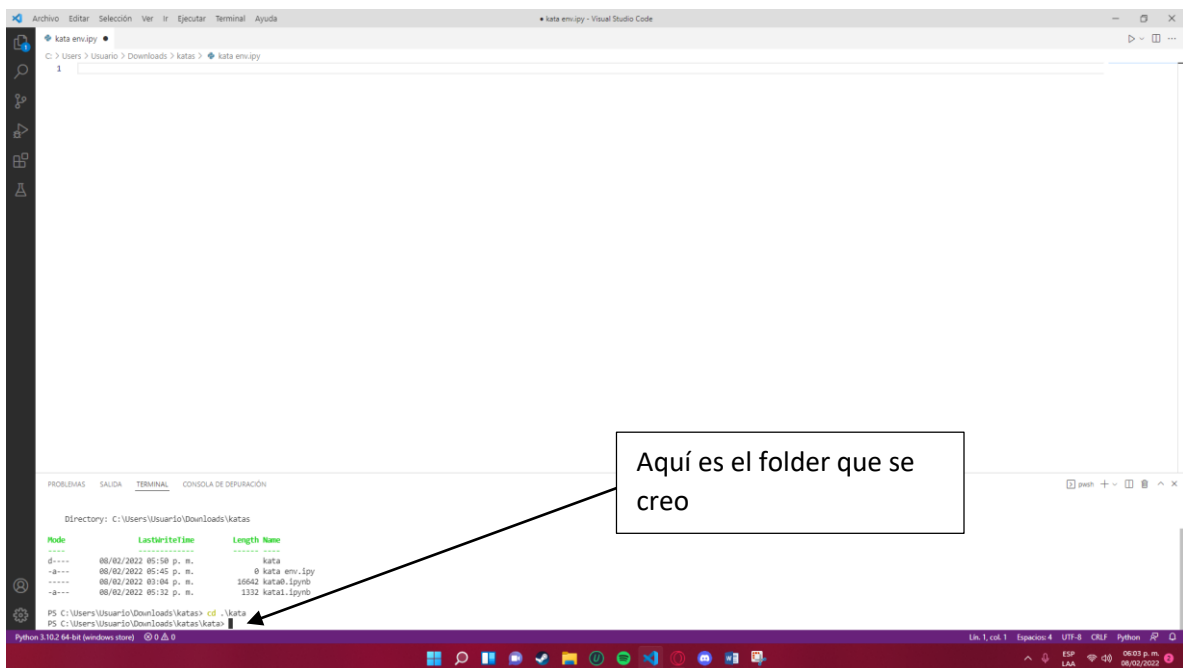 Archivo Editar Selección Ver Ir Ejecutar Terminal Ayuda
● kata env.ipy - Visual Studio Code
kata env.ipy ●
C: > Users > Usuario > Downloads > katas > kata env.ipy
1
Aquí es el folder que se
creo
PROBLEMAS SALIDA TERMINAL CONSOLA DE DEPURACIÓN
pwsh
Directory: C:\Users\Usuario\Downloads\katas
Mode LastWriteTime Length Name
---- ------------- ------ ----
d---- 08/02/2022 05:50 p. m. kata
-a--- 08/02/2022 05:45 p. m. 0 kata env.ipy
----- 08/02/2022 03:04 p. m. 16642 kata0.ipynb
-a--- 08/02/2022 05:32 p. m. 1332 kata1.ipynb
PS C:\Users\Usuario\Downloads\katas> cd .\kata
PS C:\Users\Usuario\Downloads\katas\kata>
Python 3.10.2 64-bit (windows store) 0 0 Lín. 1, col. 1 Espacios: 4 UTF-8 CRLF Python
ESP 06:03 p. m.
LAA 08/02/2022 2